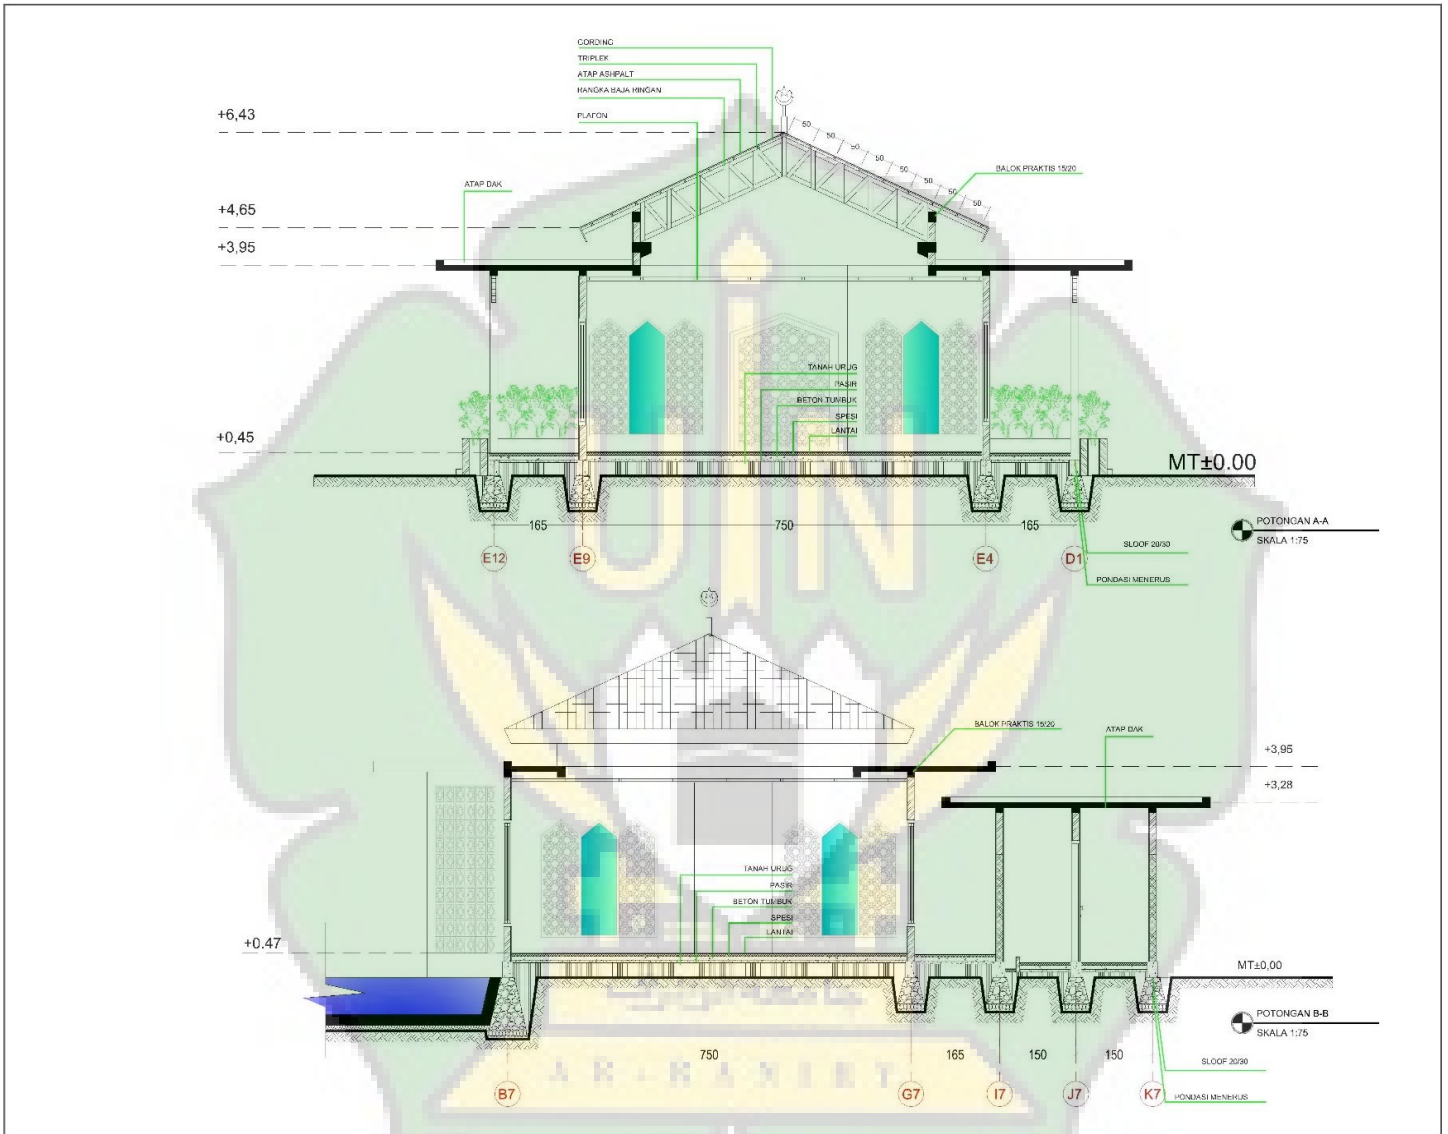 GORDING
TRIPLEK
ATAP ASHPALT
RANGKA BAJA RINGAN
PLAFON
+6,43
50
50
50
50
50
50
50
50
BALOK PRAKTIS 15/20
ATAP DAK
+4,65
+3,95
TANAH URUG
PASIR
BETON TUMBUK
SPESI
LANTAI
+0,45
MT±0.00
165
750
165
POTONGAN A-A
SKALA 1:75
E12
E9
E4
D1
SLOOF 20/30
PONDASI MENERUS
UIN
BALOK PRAKTIS 15/20
ATAP DAK
+3,95
+3,28
TANAH URUG
PASIR
BETON TUMBUK
SPESI
LANTAI
+0.47
MT±0,00
POTONGAN B-B
SKALA 1:75
750
165
150
150
SLOOF 20/30
AR-RANIRY
B7
G7
I7
J7
K7
PONDASI MENERUS